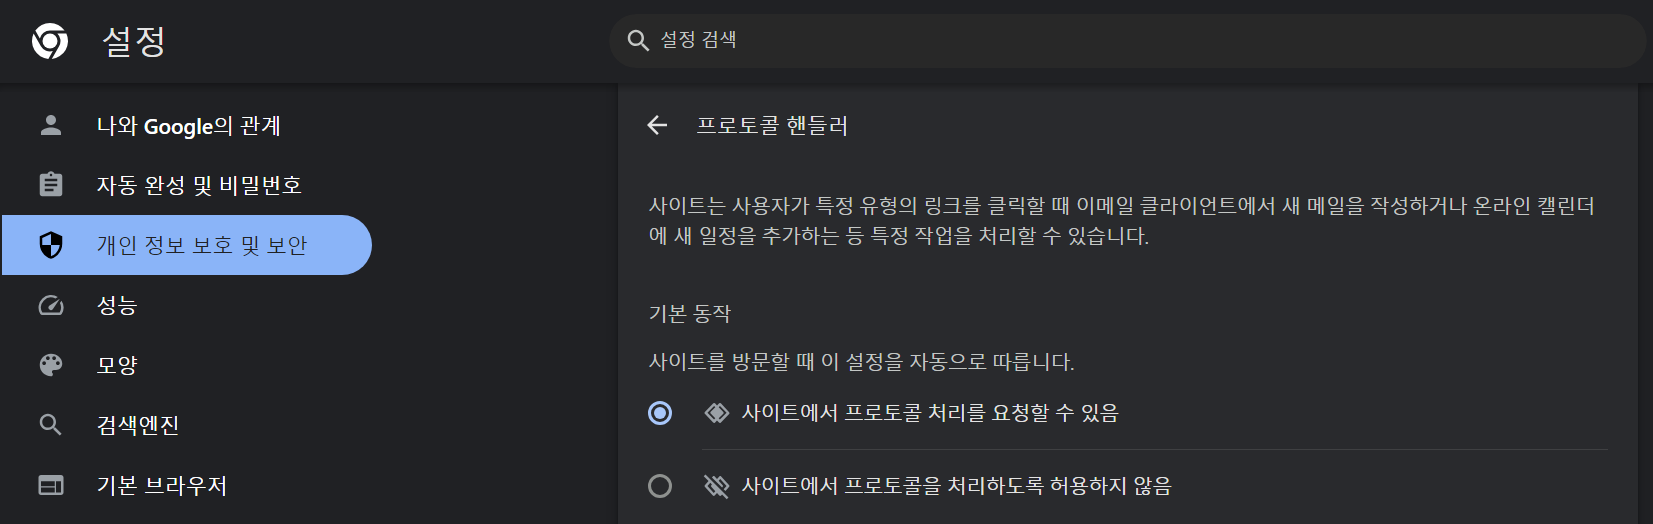 설정
설정 검색
나와 Google의 관계
자동 완성 및 비밀번호
개인 정보 보호 및 보안
성능
모양
검색엔진
기본 브라우저
프로토콜 핸들러
사이트는 사용자가 특정 유형의 링크를 클릭할 때 이메일 클라이언트에서 새 메일을 작성하거나 온라인 캘린더
에 새 일정을 추가하는 등 특정 작업을 처리할 수 있습니다.
기본 동작
사이트를 방문할 때 이 설정을 자동으로 따릅니다.
사이트에서 프로토콜 처리를 요청할 수 있음
사이트에서 프로토콜을 처리하도록 허용하지 않음